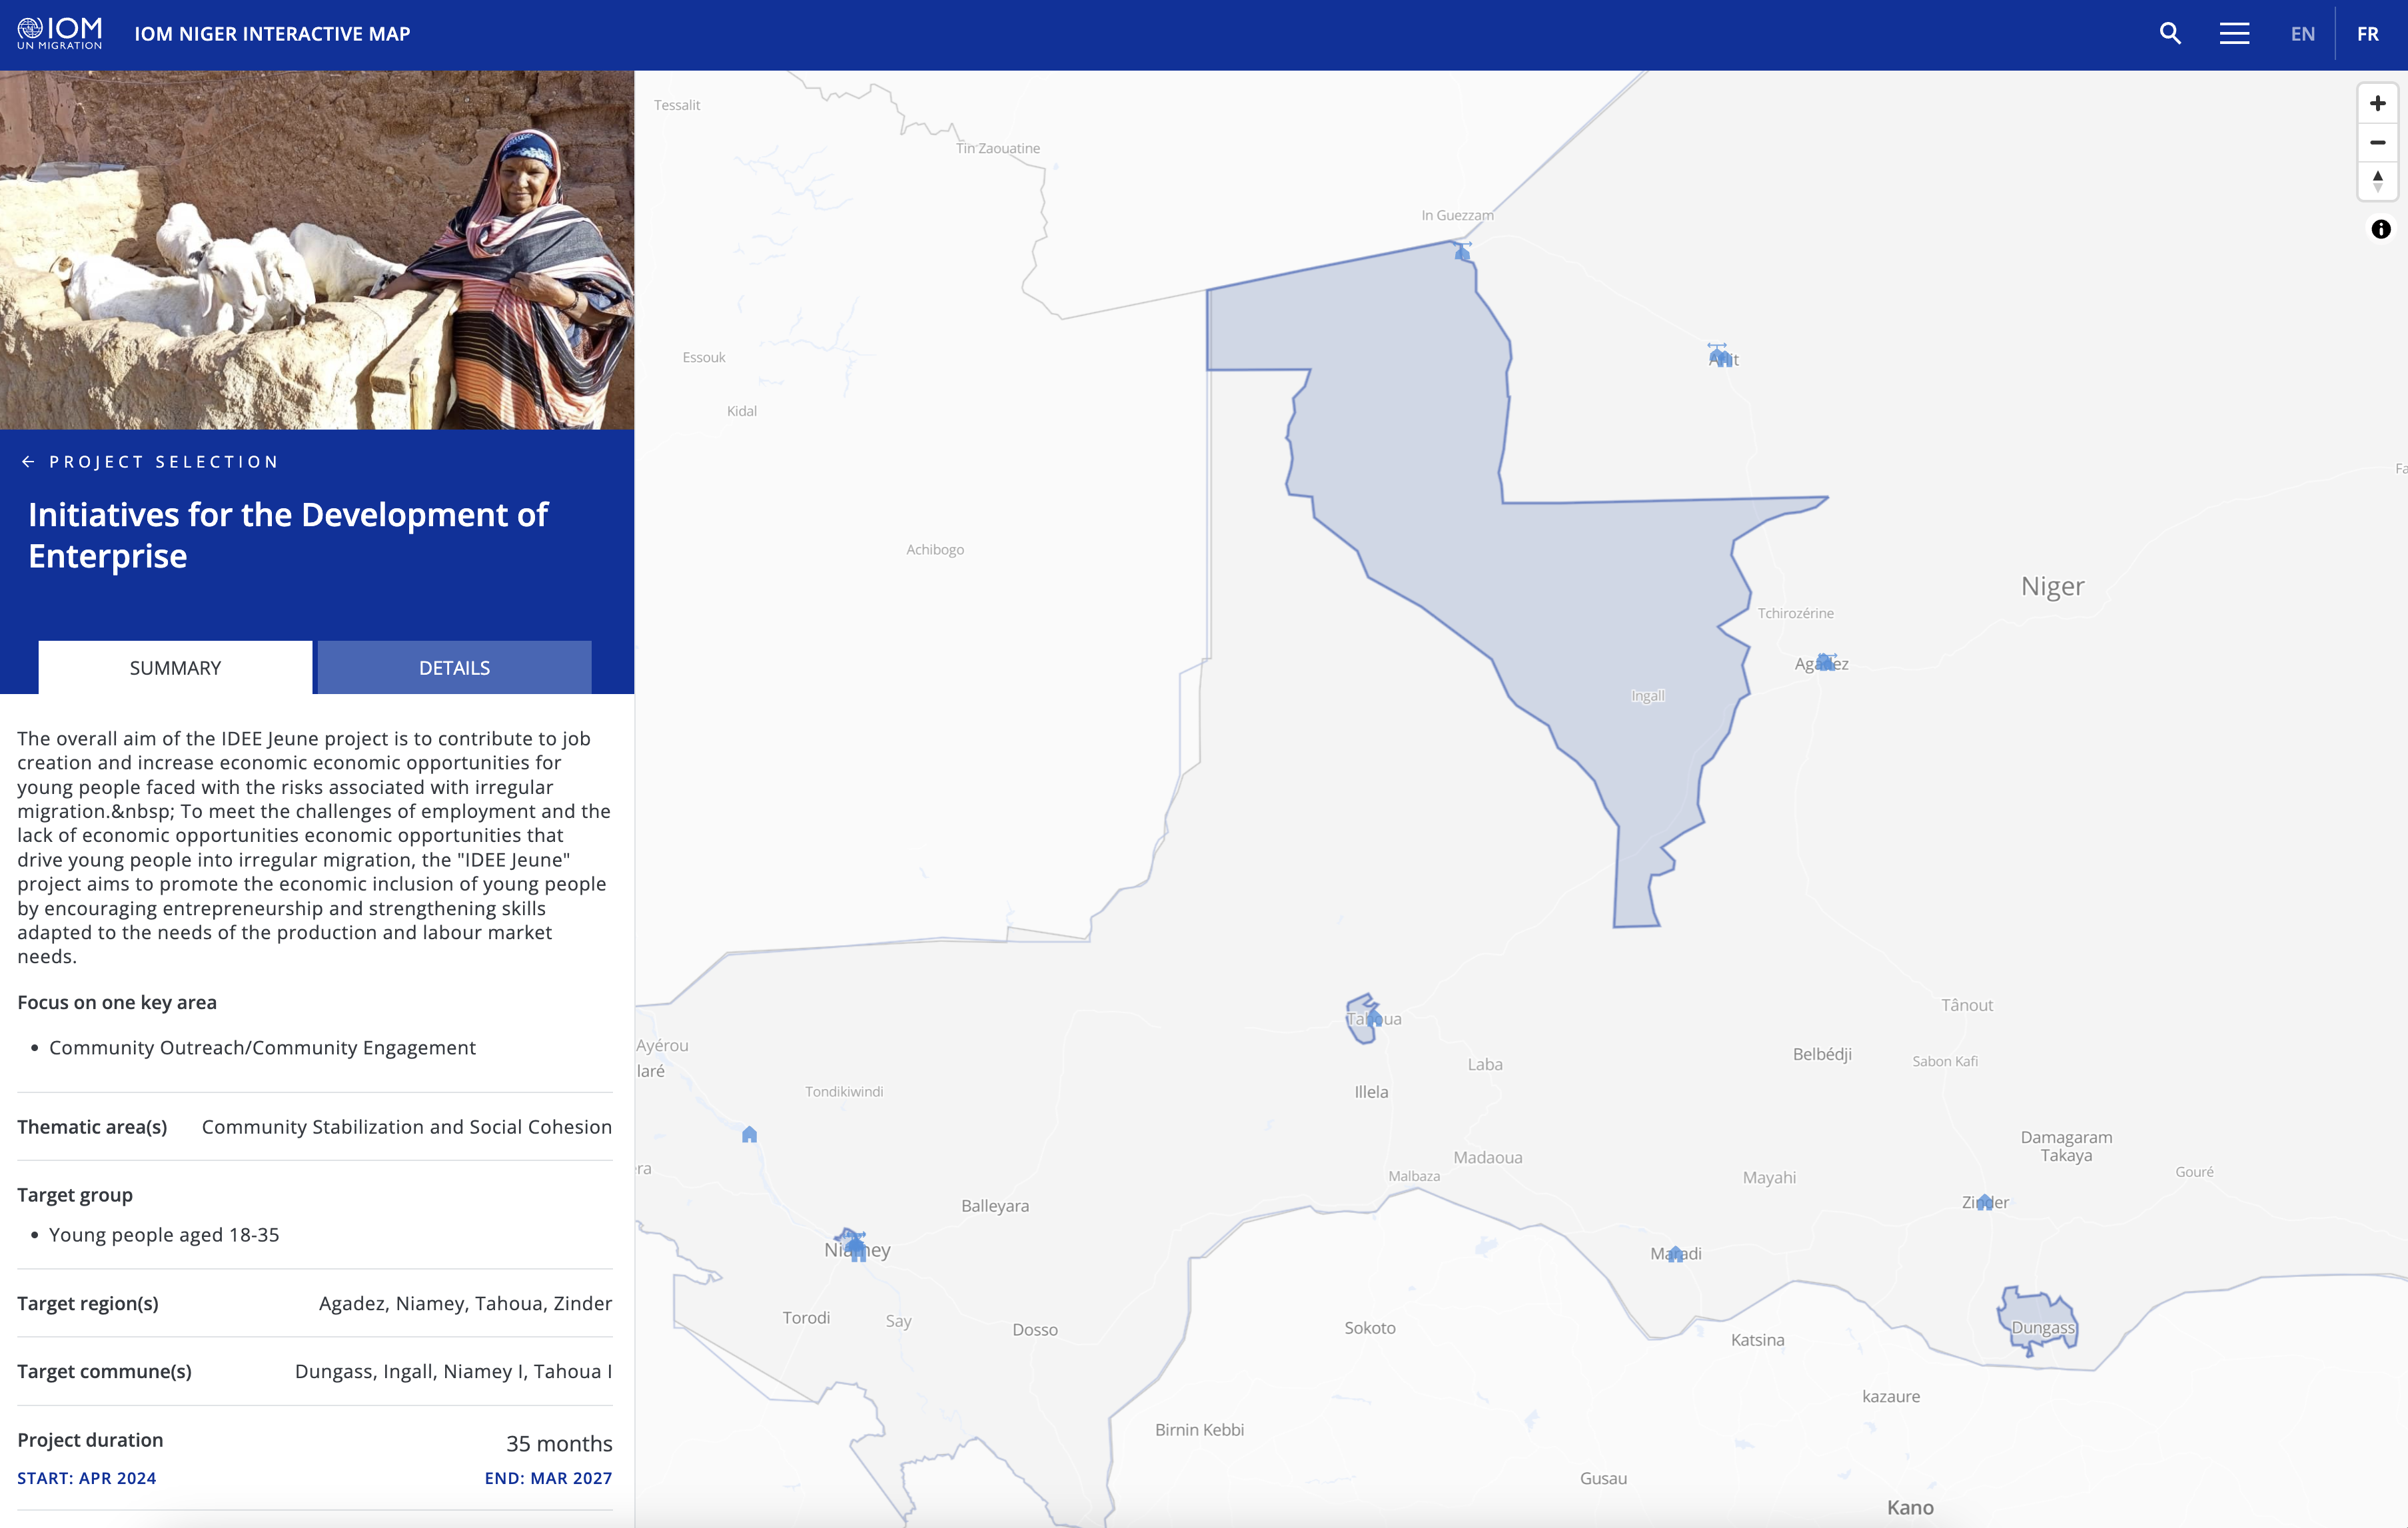 IOM
UN MIGRATION
IOM NIGER INTERACTIVE MAP
EN
FR
PROJECT SELECTION
Initiatives for the Development of
Enterprise
SUMMARY
DETAILS
The overall aim of the IDEE Jeune project is to contribute to job
creation and increase economic economic opportunities for
young people faced with the risks associated with irregular
migration.&nbsp; To meet the challenges of employment and the
lack of economic opportunities economic opportunities that
drive young people into irregular migration, the "IDEE Jeune"
project aims to promote the economic inclusion of young people
by encouraging entrepreneurship and strengthening skills
adapted to the needs of the production and labour market
needs.
Focus on one key area
• Community Outreach/Community Engagement
Thematic area(s) Community Stabilization and Social Cohesion
Target group
• Young people aged 18-35
Target region(s) Agadez, Niamey, Tahoua, Zinder
Target commune(s) Dungass, Ingall, Niamey I, Tahoua I
Project duration 35 months
START: APR 2024 END: MAR 2027
Tessalit
Tin Zaouatine
In Guezzam
Essouk
Arlit
Kidal
Fa
Achibogo
Niger
Tchirozérine
Agadez
Ingall
Tânout
Tahoua
Ayérou
Belbédji
Sabon Kafi
Laba
laré
Tondikiwindi
Illela
Damagaram
Takaya
Madaoua
era
Malbaza
Mayahi
Gouré
Balleyara
Zinder
Niamey
Maradi
Torodi
Say
Dosso
Sokoto
Dungass
Katsina
kazaure
Birnin Kebbi
Gusau
Kano